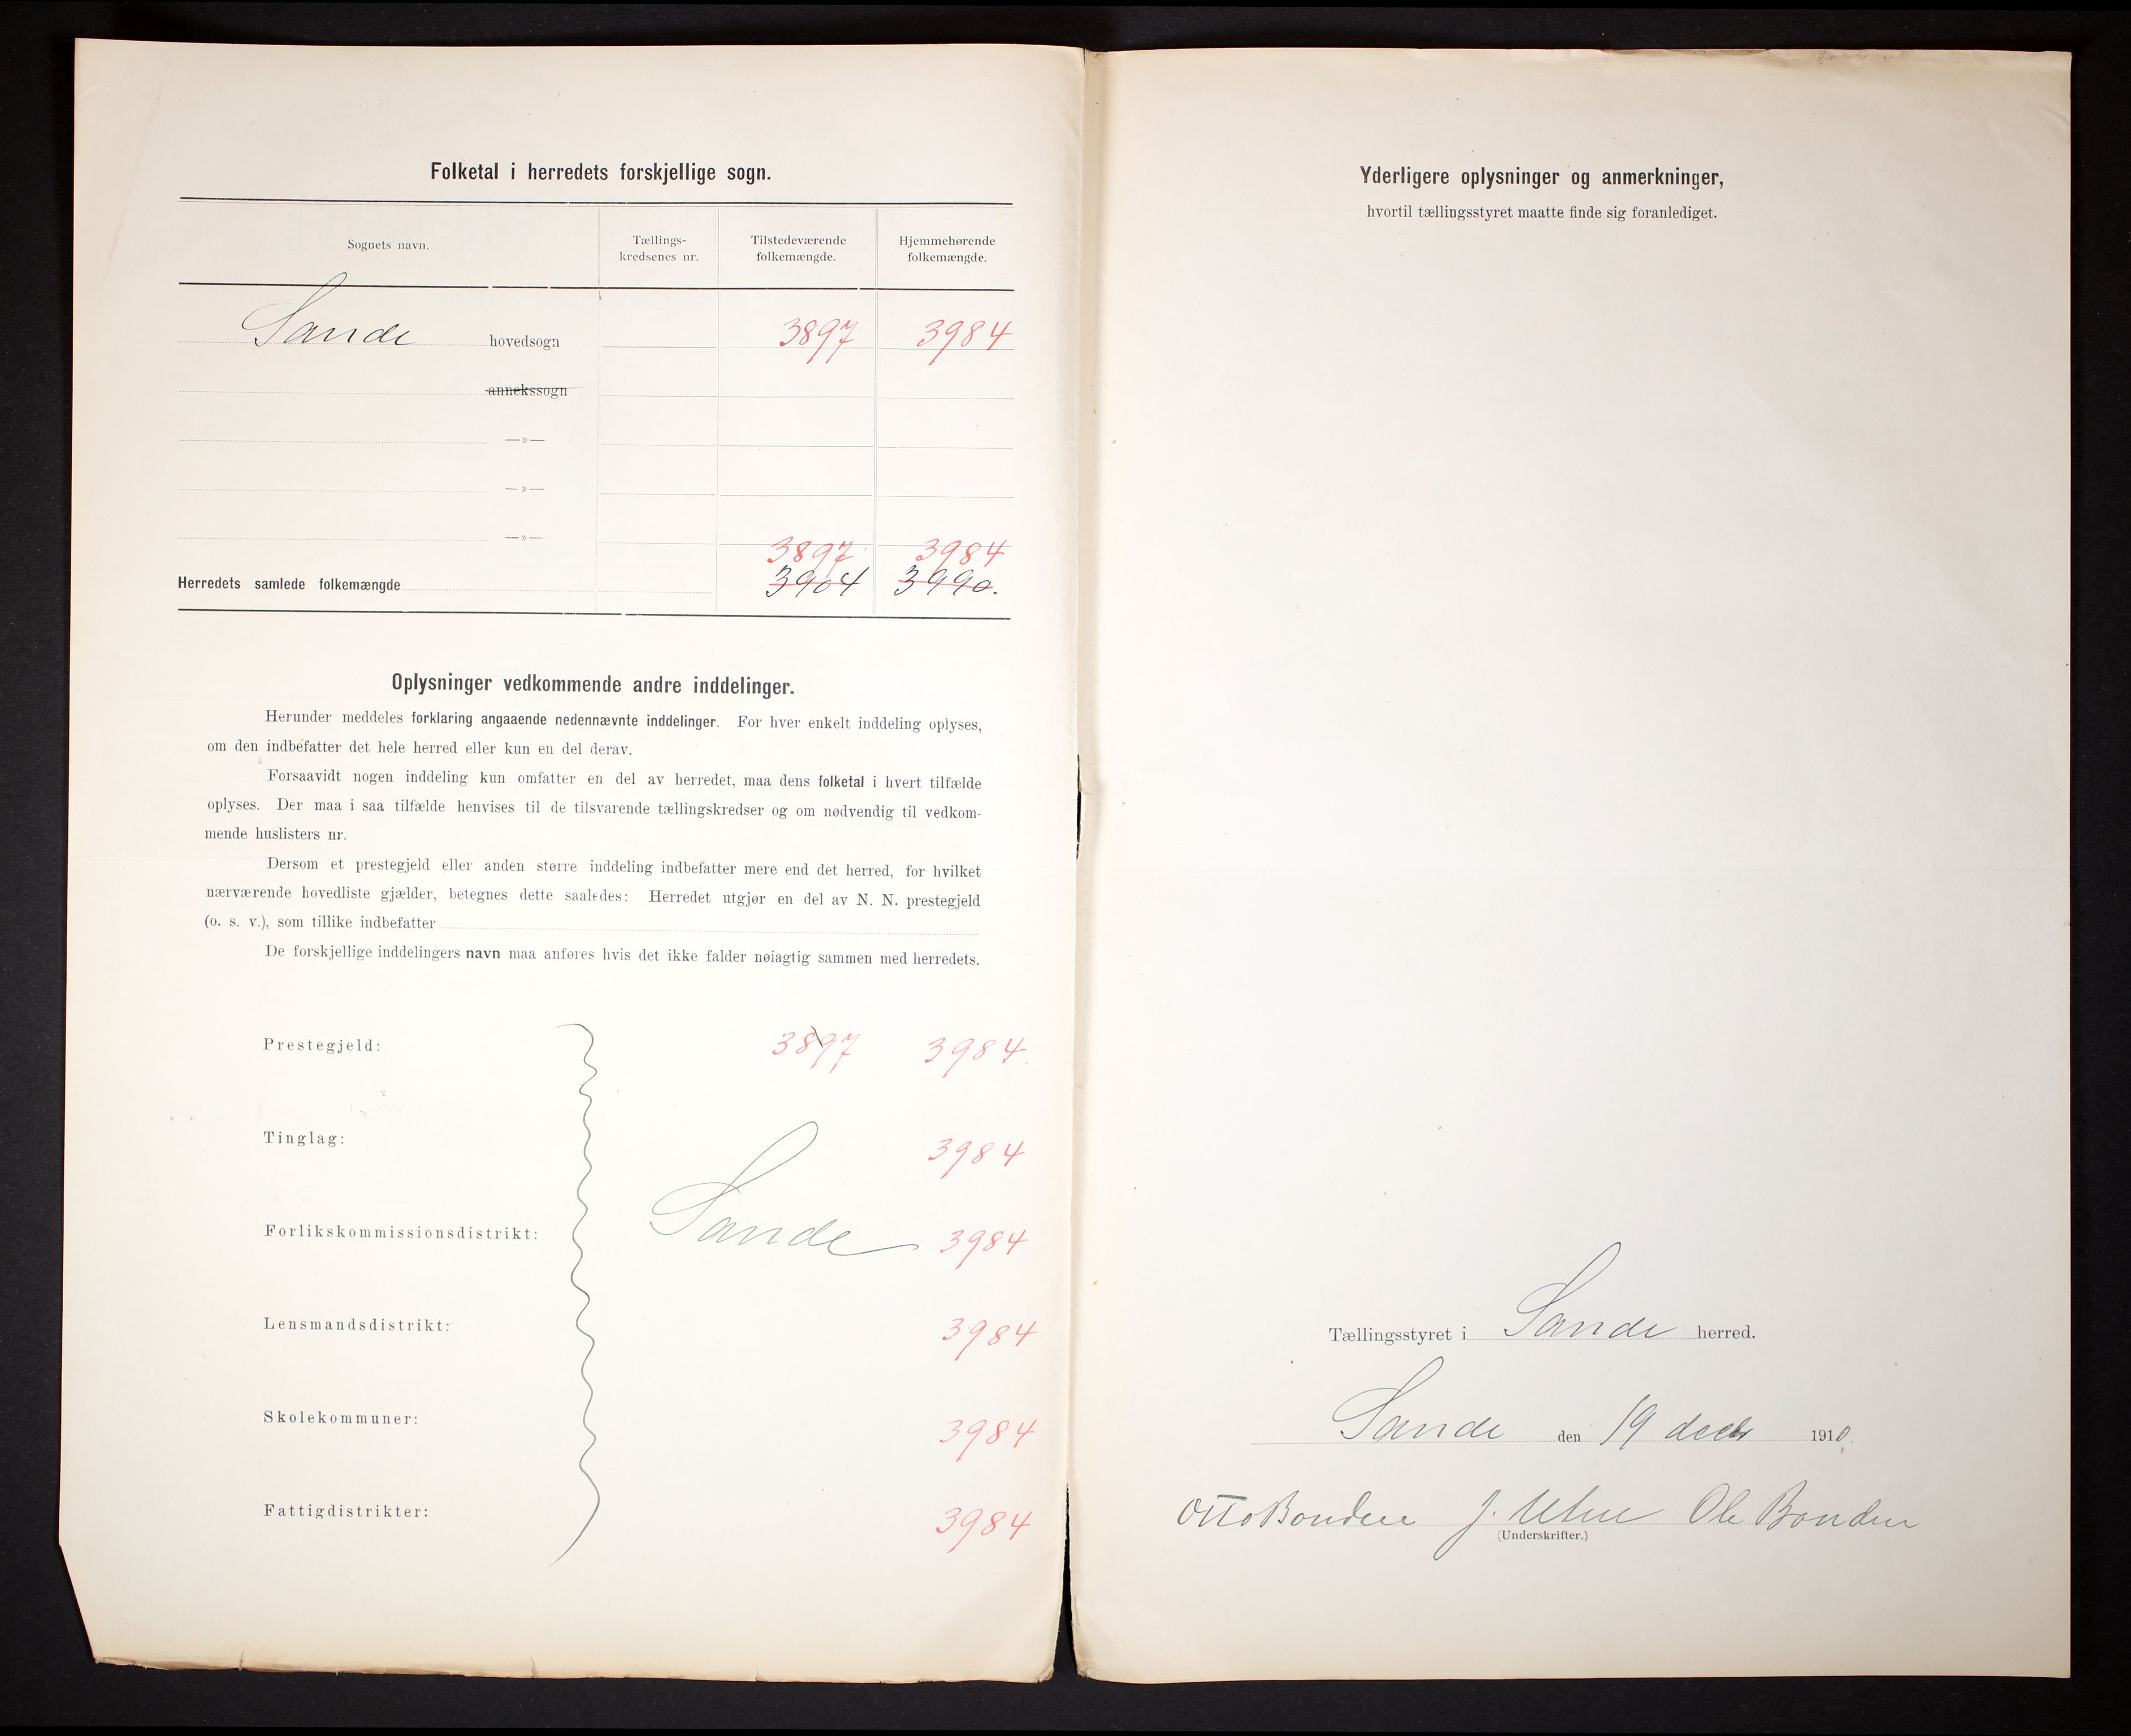 Folketal i herredets forskjellige sogn.
Sognets navn.
Tællings-
kredsenes nr.
Tilstedeværende
folkemængde.
Hjemmehørende
folkemængde.
Sande hovedsogn 3897 3984
annekssogn
—»—
—»—
—»—
3897 3984
Herredets samlede folkemængde 3904 3990.
Oplysninger vedkommende andre inddelinger.
Herunder meddeles forklaring angaaende nedennævnte inddelinger. For hver enkelt inddeling oplyses,
om den indbefatter det hele herred eller kun en del derav.
Forsaavidt nogen inddeling kun omfatter en del av herredet, maa dens folketal i hvert tilfælde
oplyses. Der maa i saa tilfælde henvises til de tilsvarende tællingskredser og om nødvendig til vedkom-
mende huslisters nr.
Dersom et prestegjeld eller anden større inddeling indbefatter mere end det herred, for hvilket
nærværende hovedliste gjælder, betegnes dette saaledes: Herredet utgjør en del av N. N. prestegjeld
(o. s. v.), som tillike indbefatter
De forskjellige inddelingers navn maa anføres hvis det ikke falder nøiagtig sammen med herredets.
Prestegjeld: 3897 3984
Tinglag: 3984
Forlikskommissionsdistrikt: Sande 3984
Lensmandsdistrikt: 3984
Skolekommuner: 3984
Fattigdistrikter: 3984
Yderligere oplysninger og anmerkninger,
hvortil tællingsstyret maatte finde sig foranlediget.
Tællingsstyret i Sande herred.
Sande den 19 decbr 1910.
Otto Bonden J. Ole Bonden
(Underskrifter.)